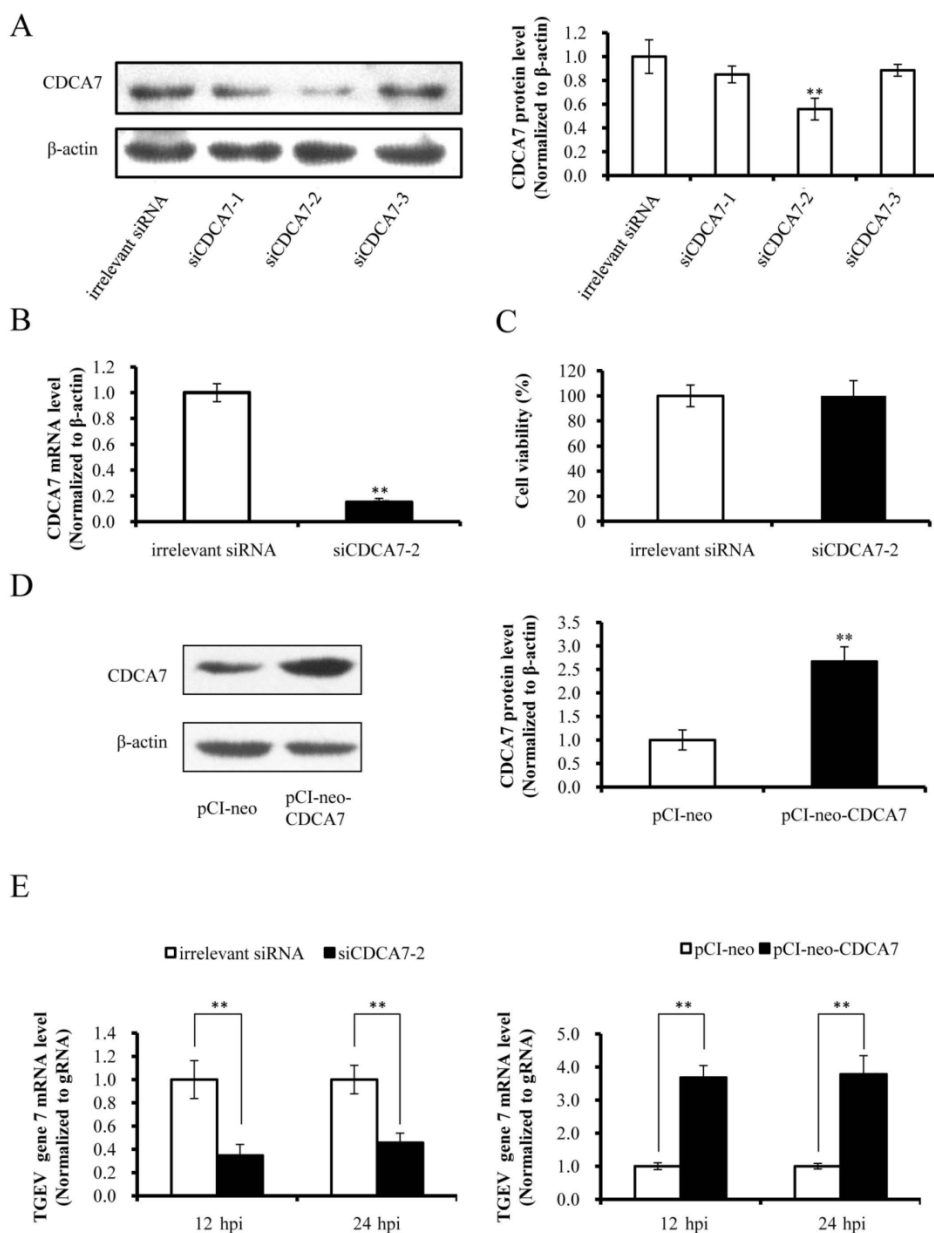 A
CDCA7
β-actin
irrelevant siRNA
siCDCA7-1
siCDCA7-2
siCDCA7-3
CDCA7 protein level
(Normalized to β-actin)
1.4
1.2
1.0
0.8
0.6
0.4
0.2
0.0
**
irrelevant siRNA
siCDCA7-1
siCDCA7-2
siCDCA7-3
B
CDCA7 mRNA level
(Normalized to β-actin)
1.2
1.0
0.8
0.6
0.4
0.2
0.0
**
irrelevant siRNA
siCDCA7-2
C
Cell viability (%)
120
100
80
60
40
20
0
irrelevant siRNA
siCDCA7-2
D
CDCA7
β-actin
pCI-neo
pCI-neo-
CDCA7
CDCA7 protein level
(Normalized to β-actin)
3.5
3.0
2.5
2.0
1.5
1.0
0.5
0.0
**
pCI-neo
pCI-neo-CDCA7
E
irrelevant siRNA
siCDCA7-2
TGEV gene 7 mRNA level
(Normalized to gRNA)
1.4
1.2
1.0
0.8
0.6
0.4
0.2
0.0
**
**
12 hpi
24 hpi
pCI-neo
pCI-neo-CDCA7
TGEV gene 7 mRNA level
(Normalized to gRNA)
5.0
4.0
3.0
2.0
1.0
0.0
**
**
12 hpi
24 hpi